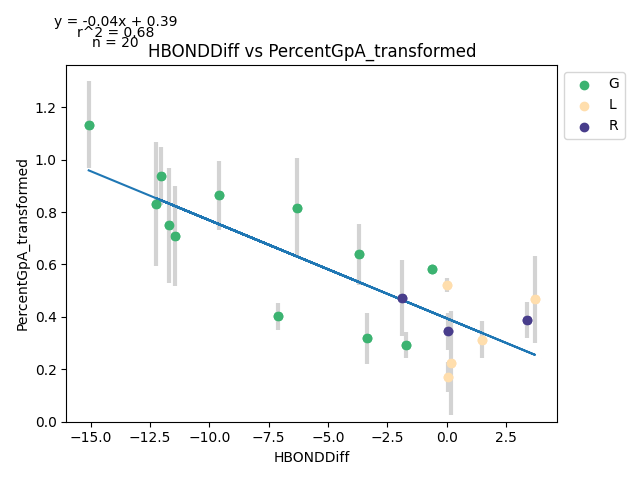 y = -0.04x + 0.39
r^2 = 0.68
n = 20
HBONDDiff vs PercentGpA_transformed
G
L
R
PercentGpA_transformed
1.2
1.0
0.8
0.6
0.4
0.2
0.0
−15.0 −12.5 −10.0 −7.5 −5.0 −2.5 0.0 2.5
HBONDDiff